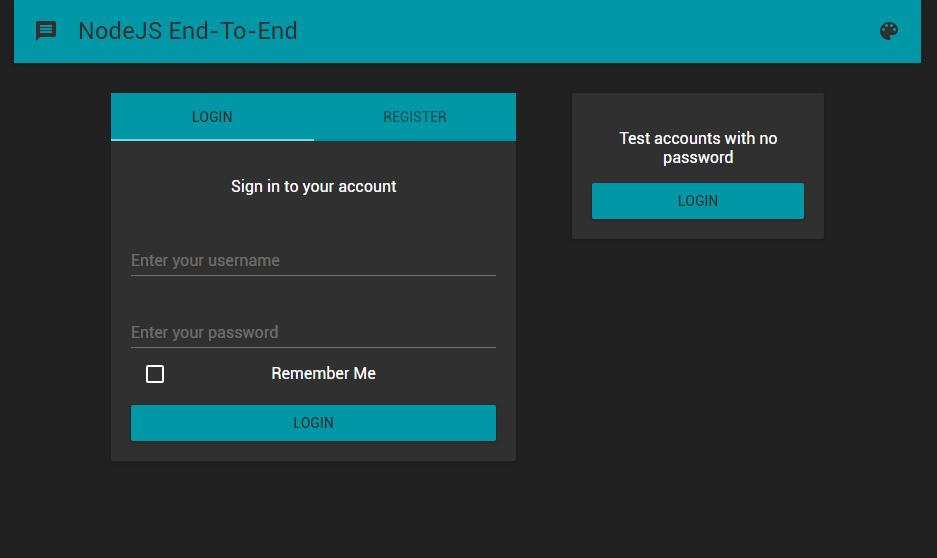 NodeJS End-To-End
LOGIN
REGISTER
Sign in to your account
Enter your username
Enter your password
Remember Me
LOGIN
Test accounts with no
password
LOGIN